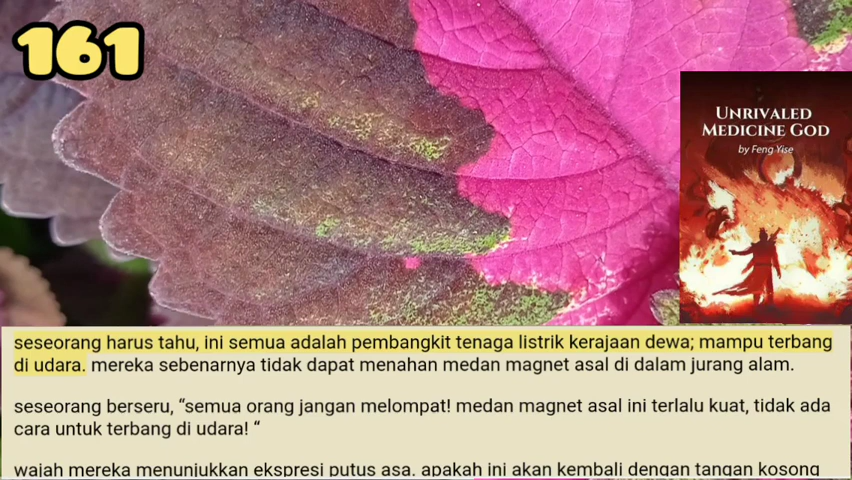 161
UNRIVALED
MEDICINE GOD
by Feng Yise
seseorang harus tahu, ini semua adalah pembangkit tenaga listrik kerajaan dewa; mampu terbang
di udara. mereka sebenarnya tidak dapat menahan medan magnet asal di dalam jurang alam.
seseorang berseru, “semua orang jangan melompat! medan magnet asal ini terlalu kuat, tidak ada
cara untuk terbang di udara! “
wajah mereka menunjukkan ekspresi putus asa. apakah ini akan kembali dengan tangan kosong